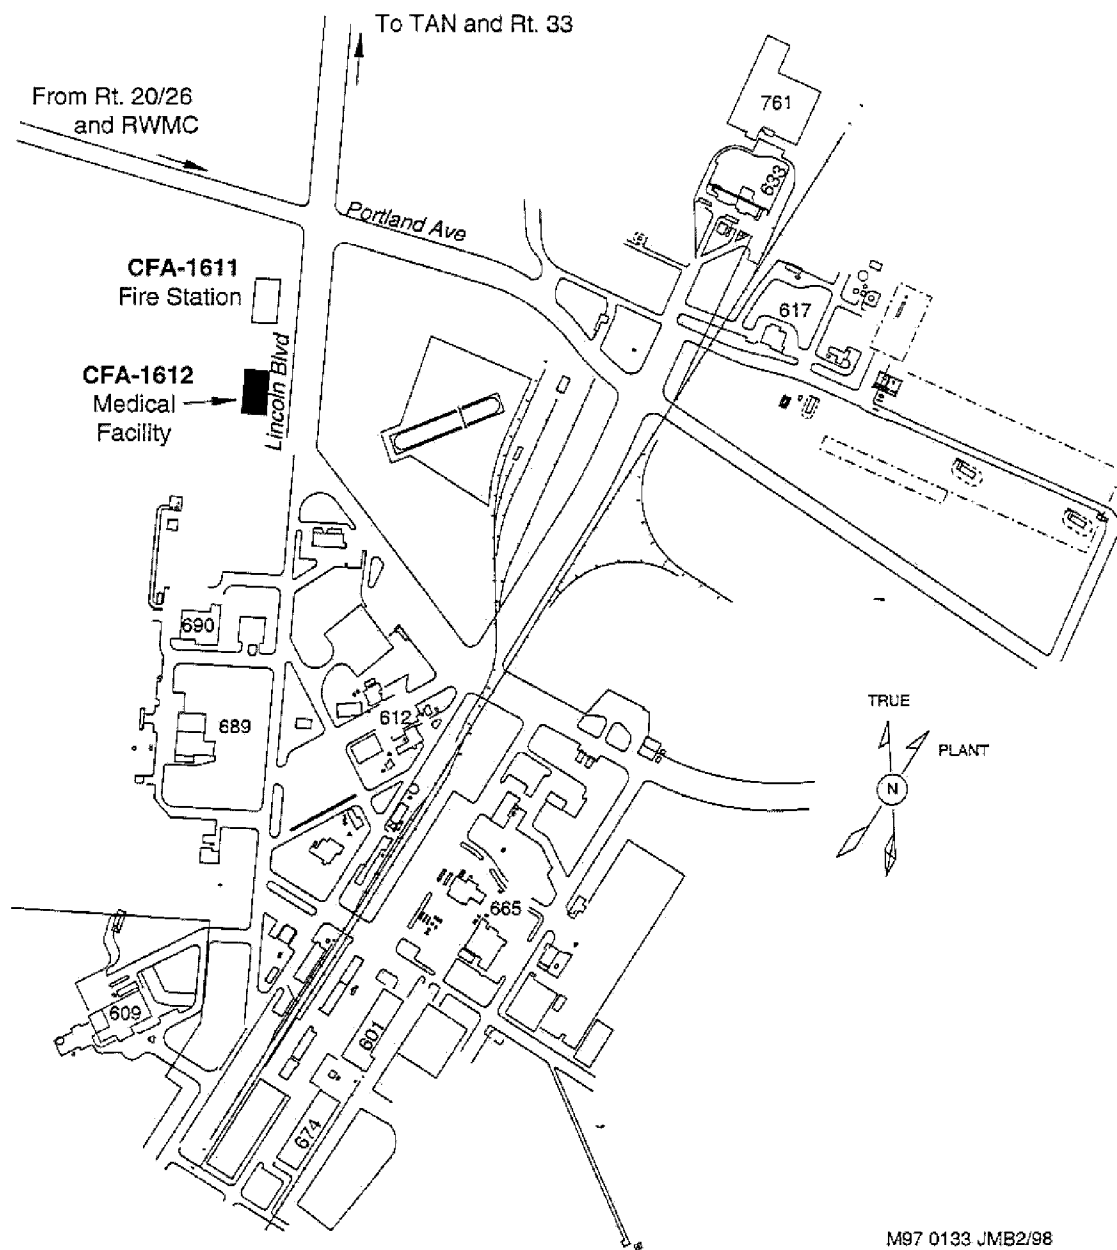 To TAN and Rt. 33
From Rt. 20/26
and RWMC
761
633
Portland Ave
CFA-1611
Fire Station
617
Lincoln Blvd
CFA-1612
Medical
Facility
690
612
689
TRUE
PLANT
N
665
609
601
674
M97 0133 JMB2/98